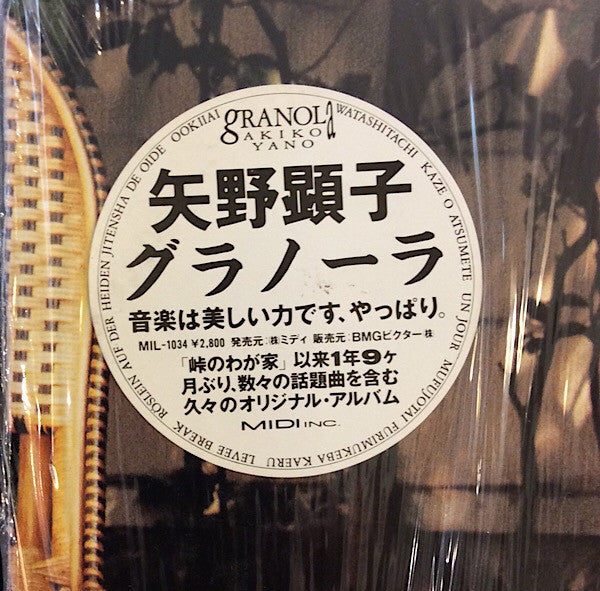 gRANOLa
AKIKO
YANO
WATASHITACHI KAZE O ATSUMETE UN JOUR MUFUJOTAI FURIMUKEBA KAERU LEVEE BREAK RÖSLEIN AUF DER HEIDEN JITENSHA DE OIDE OOKIIAI
矢野顕子
グラノーラ
音楽は美しい力です、やっぱり。
MIL-1034 ¥2,800 発売元:㈱ミディ 販売元:BMGビクター㈱
「峠のわが家」以来1年9ヶ
月ぶり、数々の話題曲を含む
久々のオリジナル・アルバム
MIDI INC.